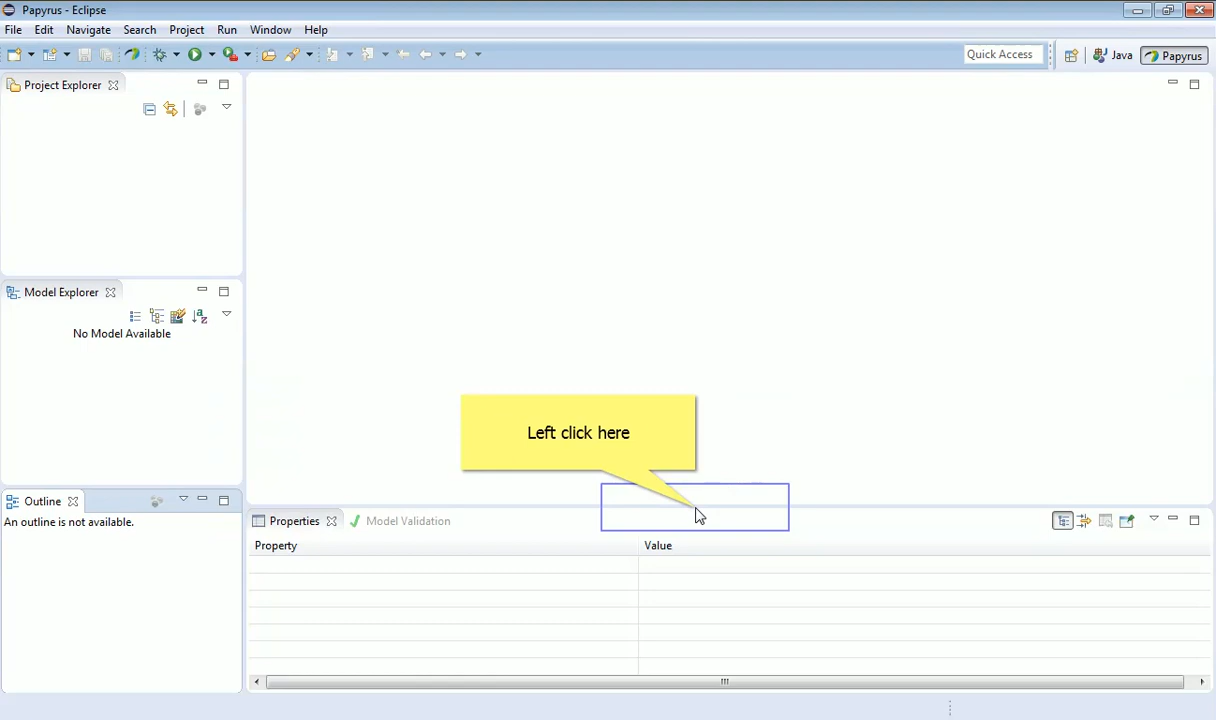 Papyrus - Eclipse
File Edit Navigate Search Project Run Window Help
Quick Access Java Papyrus
Project Explorer
Model Explorer
No Model Available
Left click here
Outline
An outline is not available.
Properties Model Validation
Property Value